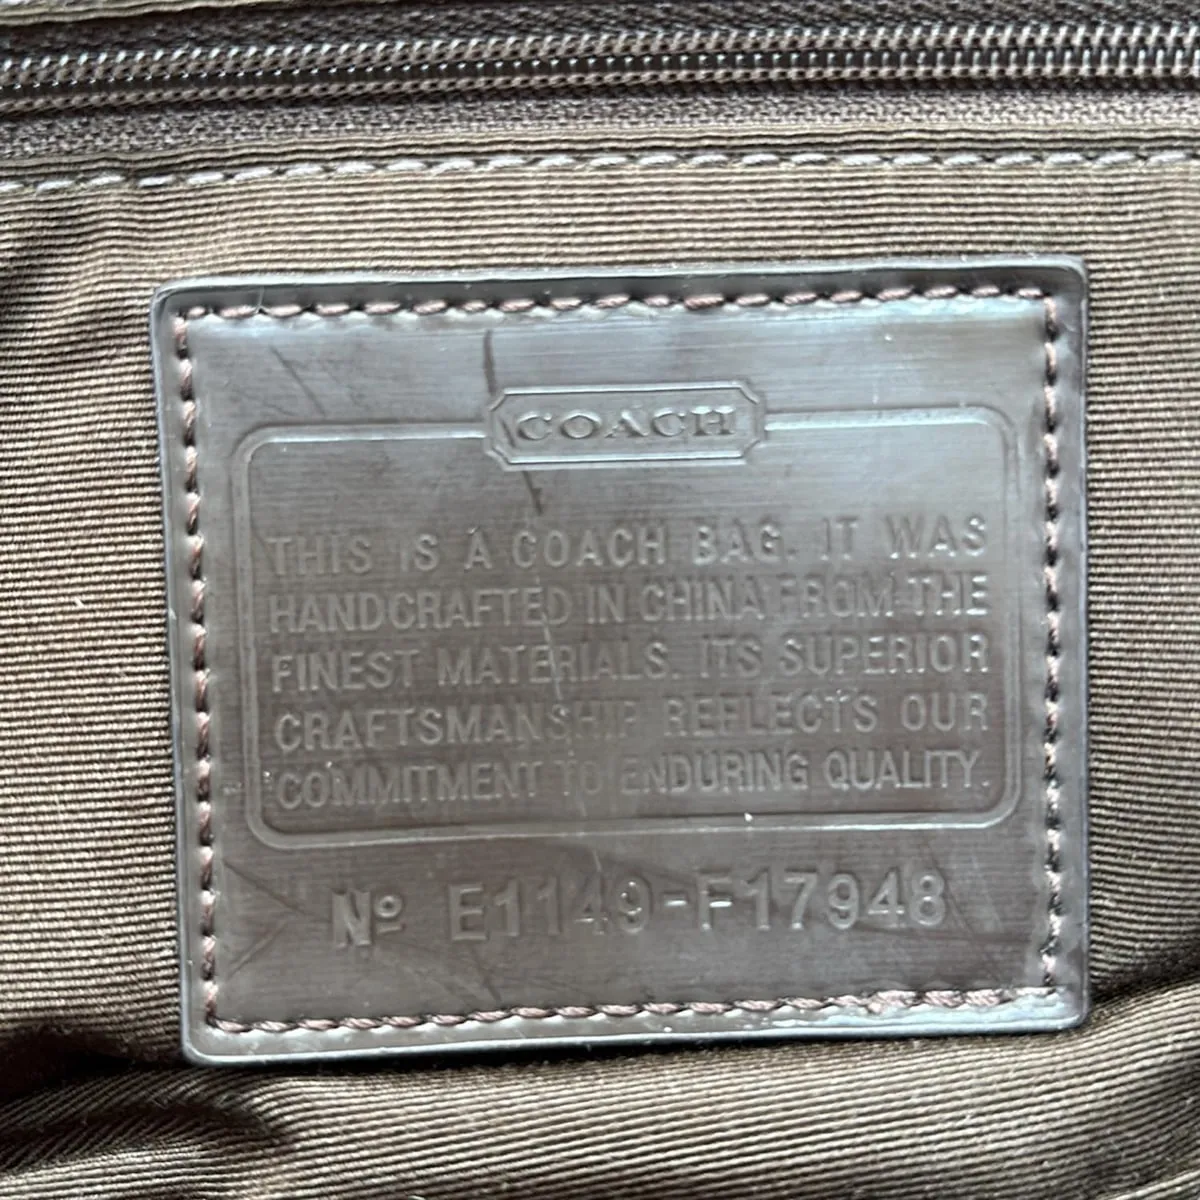 COACH
THIS IS A COACH BAG. IT WAS
HANDCRAFTED IN CHINA FROM THE
FINEST MATERIALS. ITS SUPERIOR
CRAFTSMANSHIP REFLECTS OUR
COMMITMENT TO ENDURING QUALITY.
Nº E1149-F17948